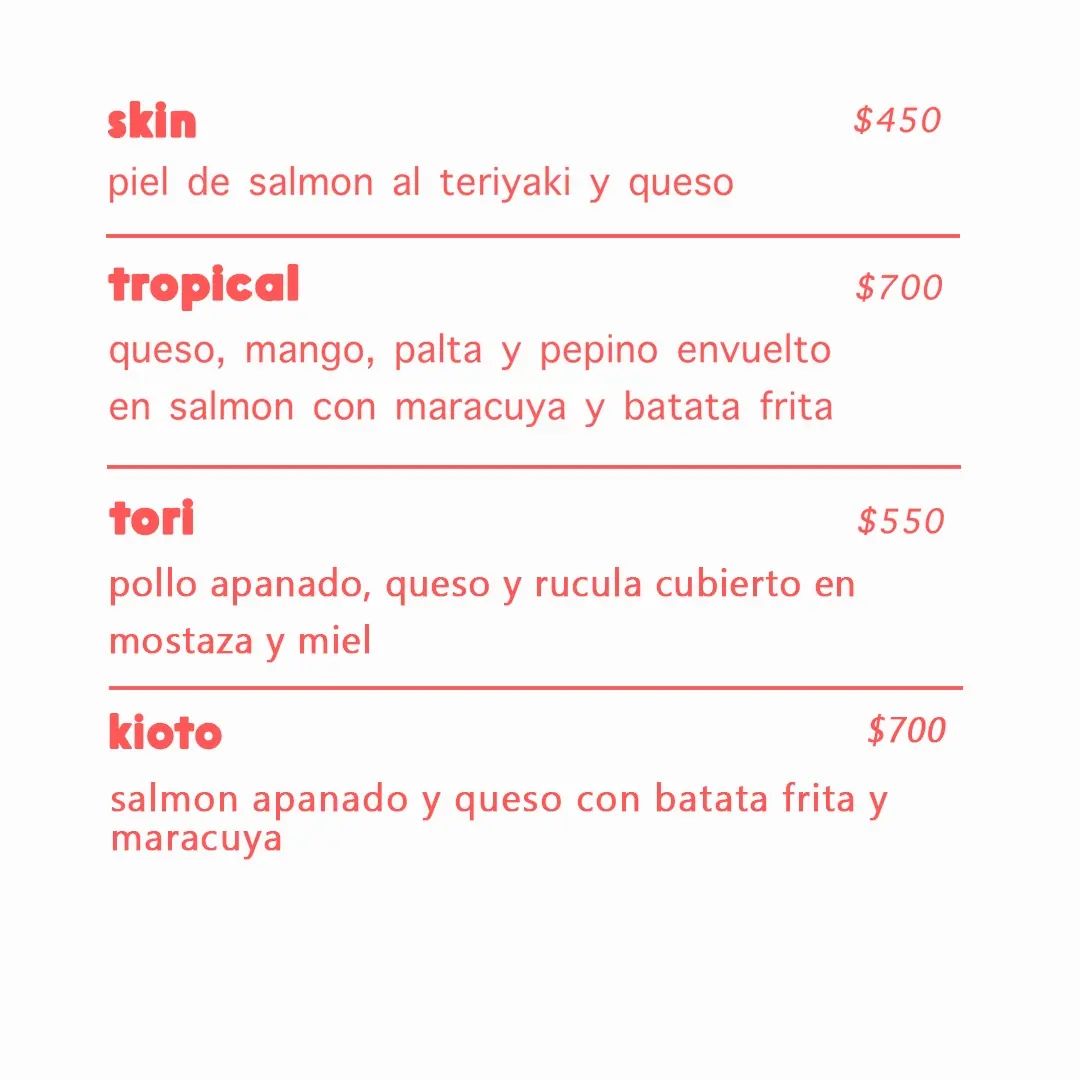 skin $450
piel de salmon al teriyaki y queso
tropical $700
queso, mango, palta y pepino envuelto
en salmon con maracuya y batata frita
tori $550
pollo apanado, queso y rucula cubierto en
mostaza y miel
kioto $700
salmon apanado y queso con batata frita y
maracuya